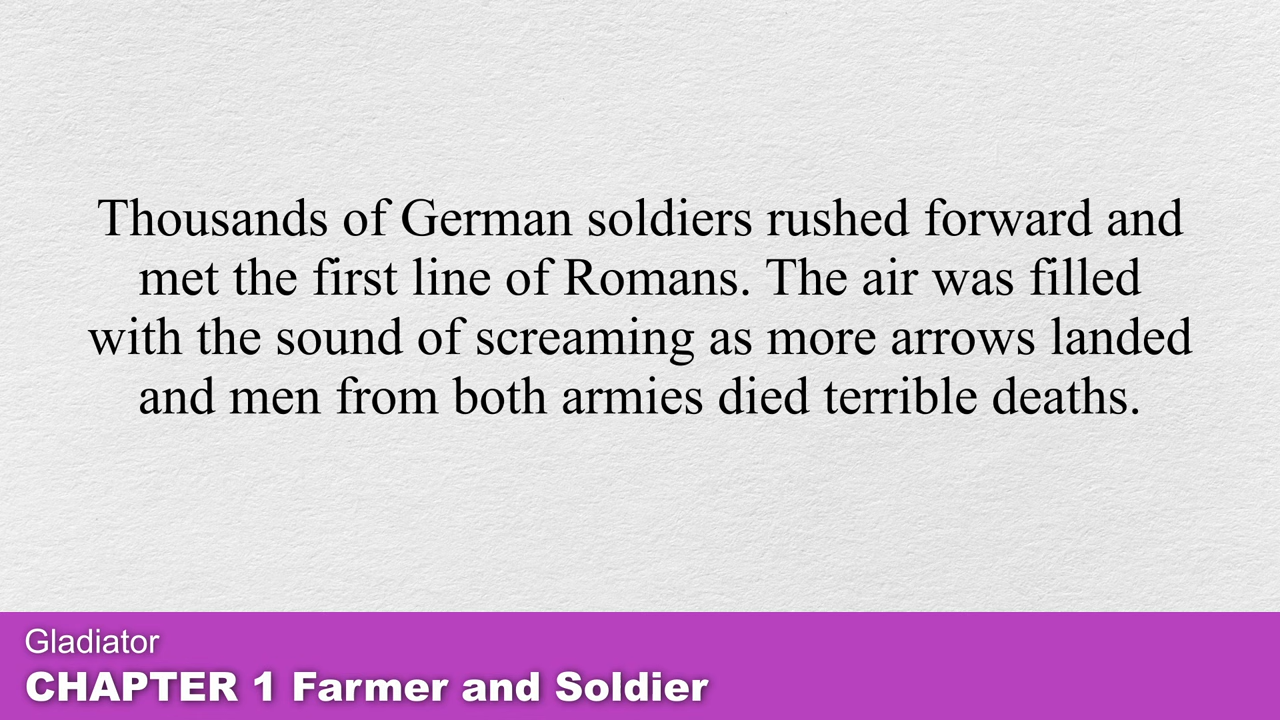 Thousands of German soldiers rushed forward and
met the first line of Romans. The air was filled
with the sound of screaming as more arrows landed
and men from both armies died terrible deaths.
Gladiator
CHAPTER 1 Farmer and Soldier